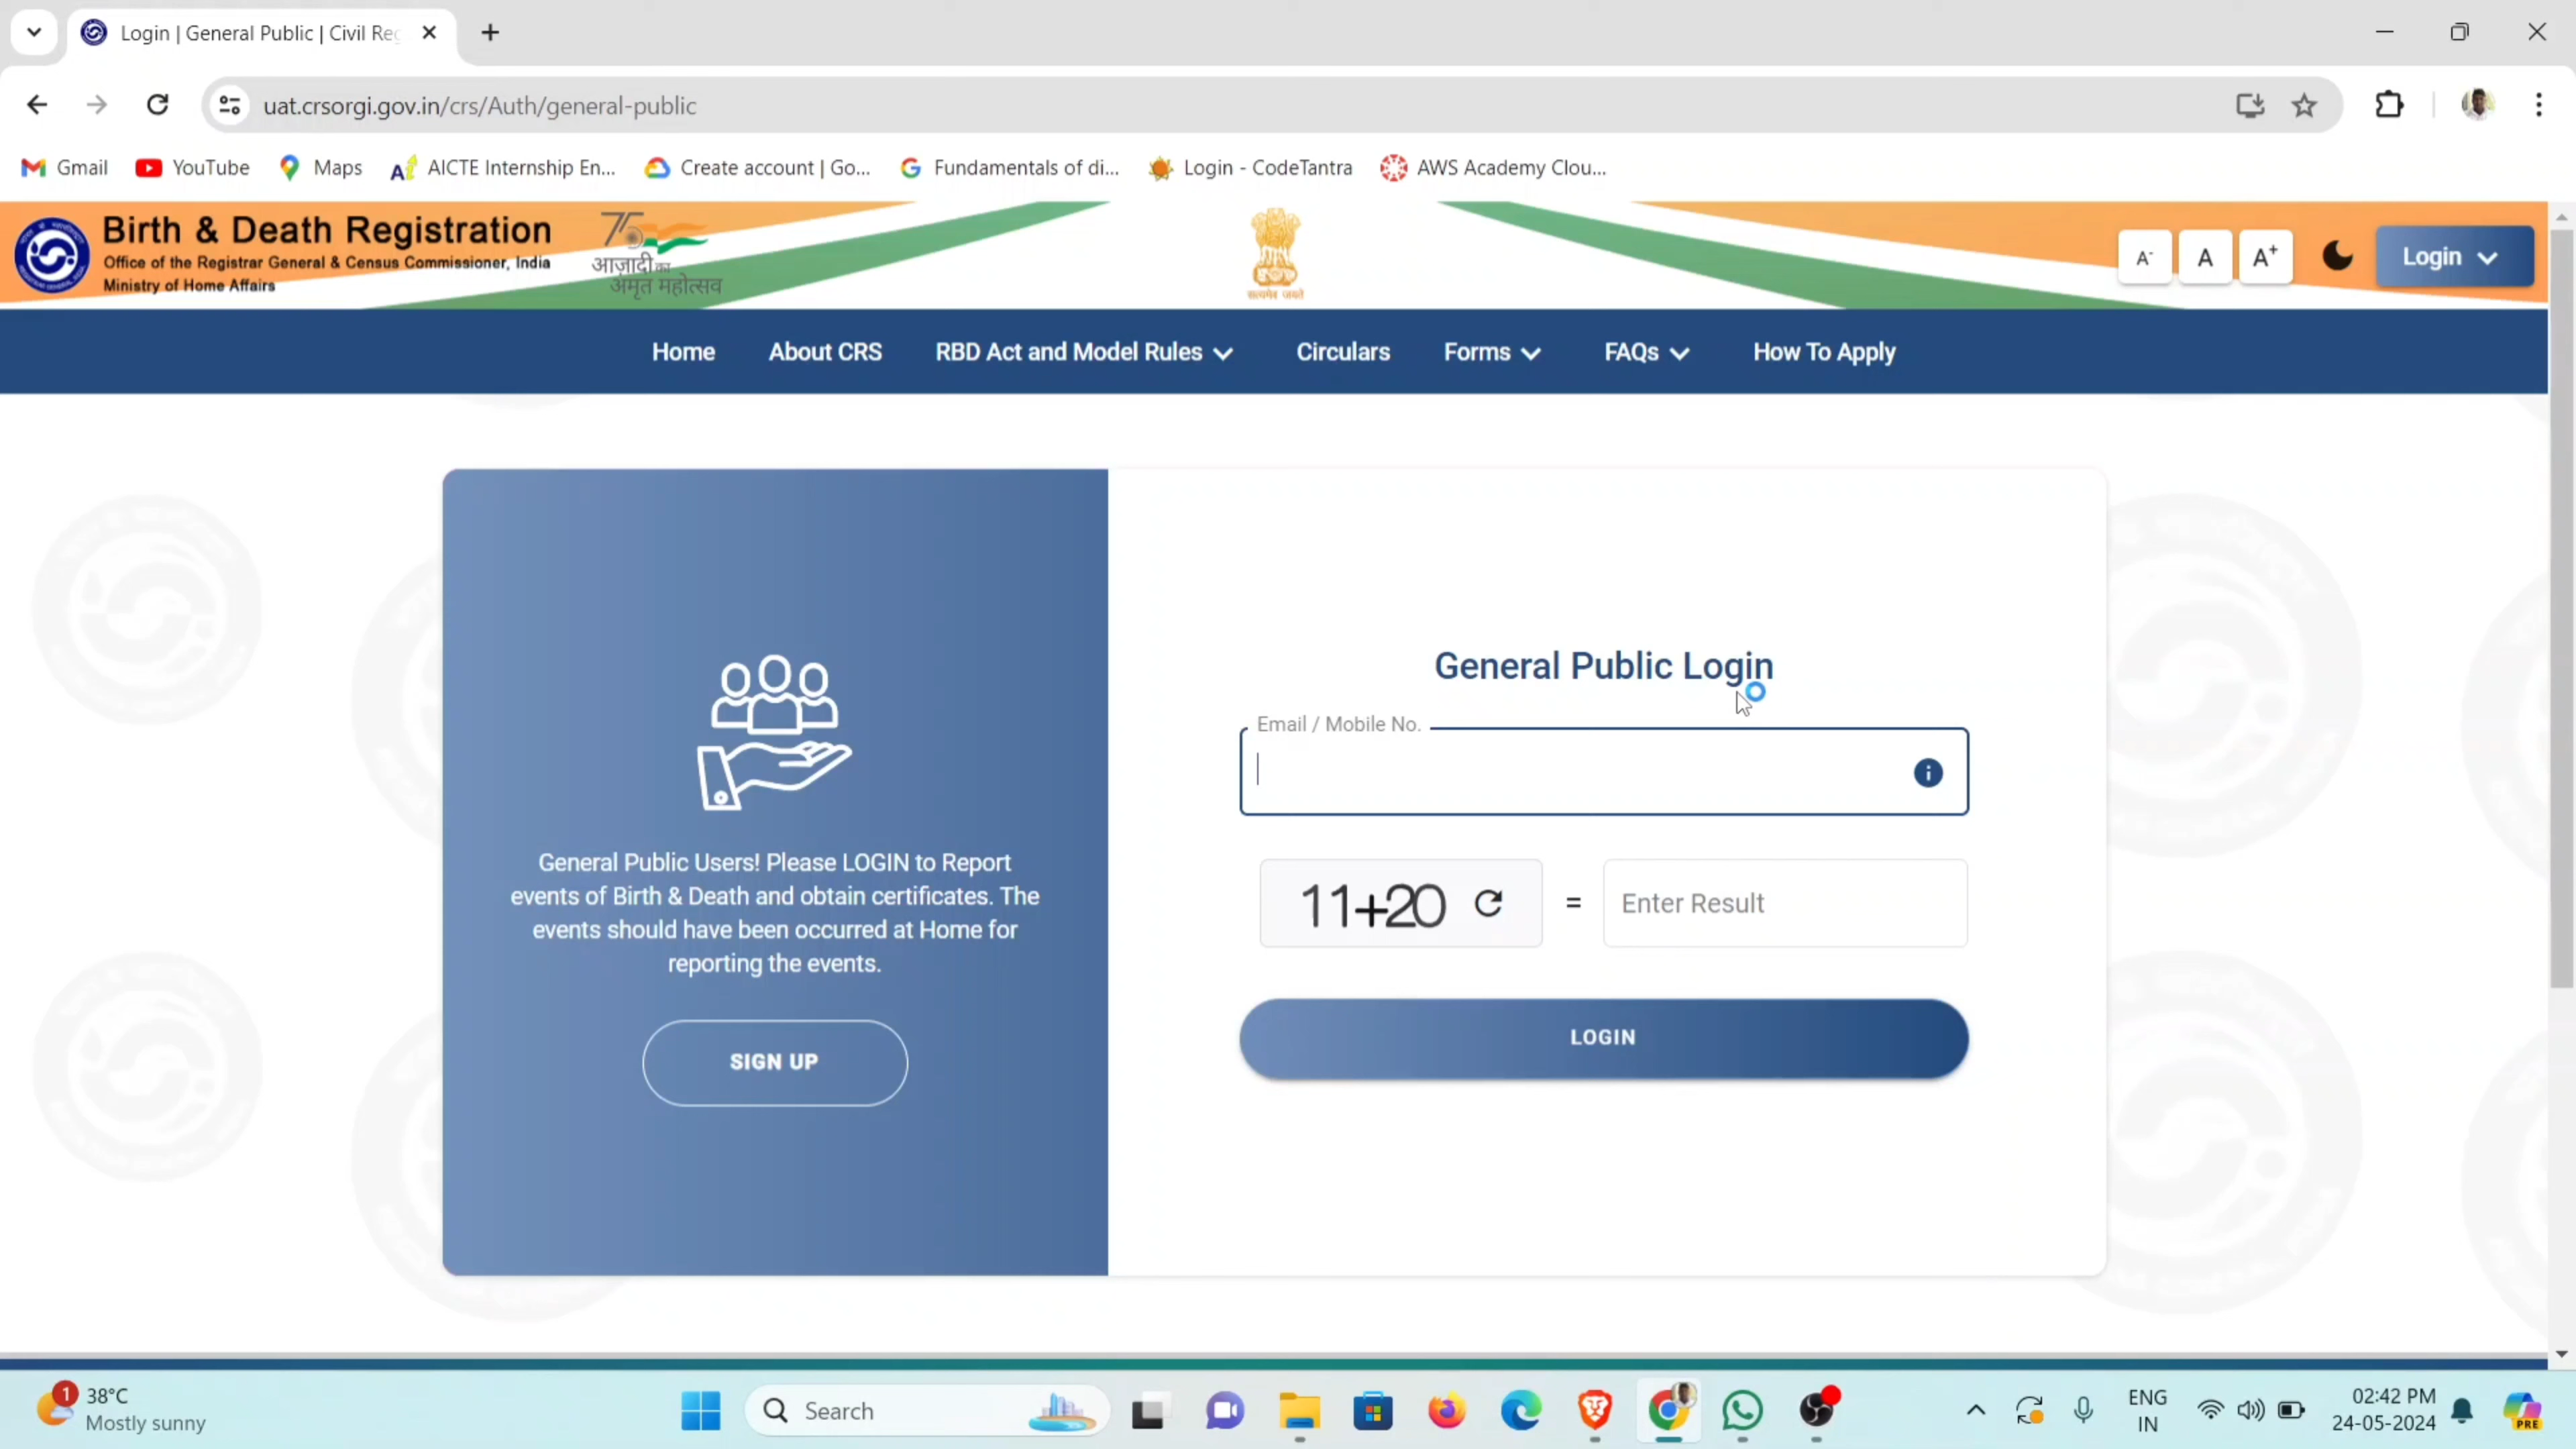 Login | General Public | Civil Reg
uat.crsorgi.gov.in/crs/Auth/general-public
Gmail
YouTube
Maps
AICTE Internship En...
Create account | Go...
Fundamentals of di...
Login - CodeTantra
AWS Academy Clou...
Birth & Death Registration
Office of the Registrar General & Census Commissioner, India
Ministry of Home Affairs
75
आज़ादी का
अमृत महोत्सव
सत्यमेव जयते
A-
A
A+
Login
Home
About CRS
RBD Act and Model Rules
Circulars
Forms
FAQs
How To Apply
General Public Users! Please LOGIN to Report
events of Birth & Death and obtain certificates. The
events should have been occurred at Home for
reporting the events.
SIGN UP
General Public Login
Email / Mobile No.
11+20
=
Enter Result
LOGIN
1
38°C
Mostly sunny
Search
ENG
IN
02:42 PM
24-05-2024
PRE